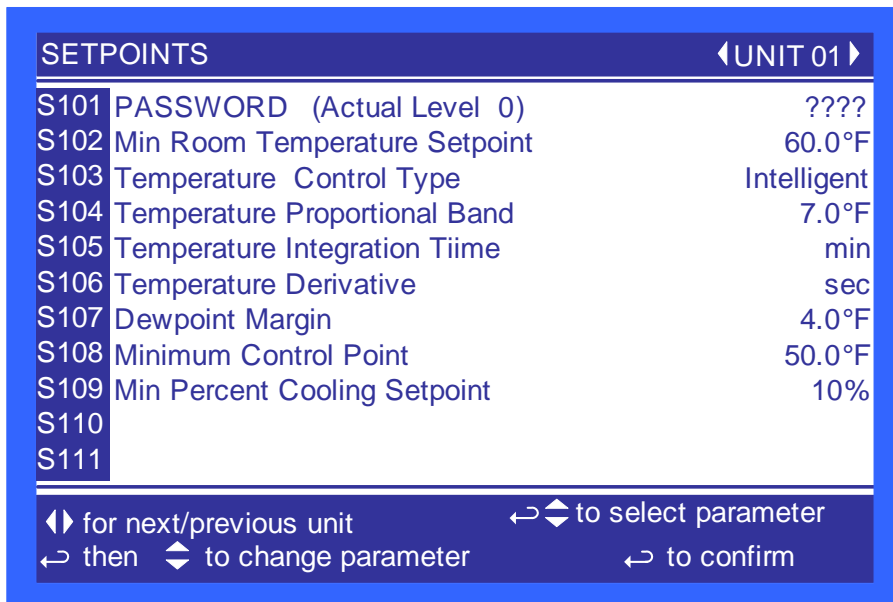 SETPOINTS UNIT 01
S101 PASSWORD (Actual Level 0) ????
S102 Min Room Temperature Setpoint 60.0°F
S103 Temperature Control Type Intelligent
S104 Temperature Proportional Band 7.0°F
S105 Temperature Integration Tiime min
S106 Temperature Derivative sec
S107 Dewpoint Margin 4.0°F
S108 Minimum Control Point 50.0°F
S109 Min Percent Cooling Setpoint 10%
S110
S111
for next/previous unit to select parameter
then to change parameter to confirm